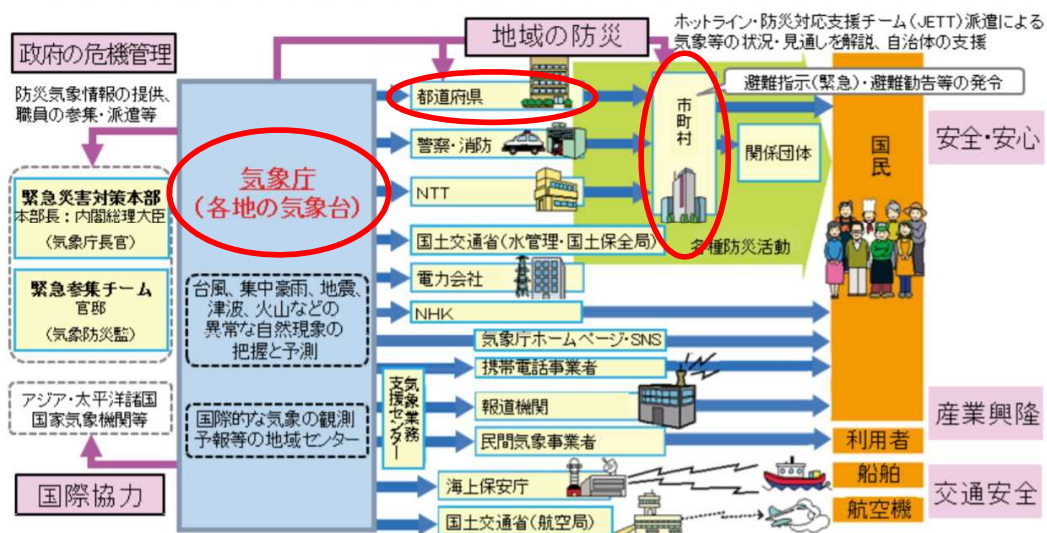 地域の防災
ホットライン・防災対応支援チーム(JETT)派遣による
気象等の状況・見通しを解説、自治体の支援
政府の危機管理
防災気象情報の提供、
職員の参集・派遣等
緊急災害対策本部
本部長:内閣総理大臣
(気象庁長官)
緊急参集チーム
官邸
(気象防災監)
アジア・太平洋諸国
国家気象機関等
国際協力
気象庁
(各地の気象台)
台風、集中豪雨、地震、
津波、火山などの
異常な自然現象の
把握と予測
国際的な気象の観測
予報等の地域センター
都道府県
警察・消防
NTT
国土交通省(水管理・国土保全局)
電力会社
NHK
気象庁ホームページ・SNS
気象業務
支援センター
携帯電話事業者
報道機関
民間気象事業者
海上保安庁
国土交通省(航空局)
市町村
避難指示(緊急)・避難勧告等の発令
関係団体
各種防災活動
国民
利用者
船舶
航空機
安全・安心
産業興隆
交通安全